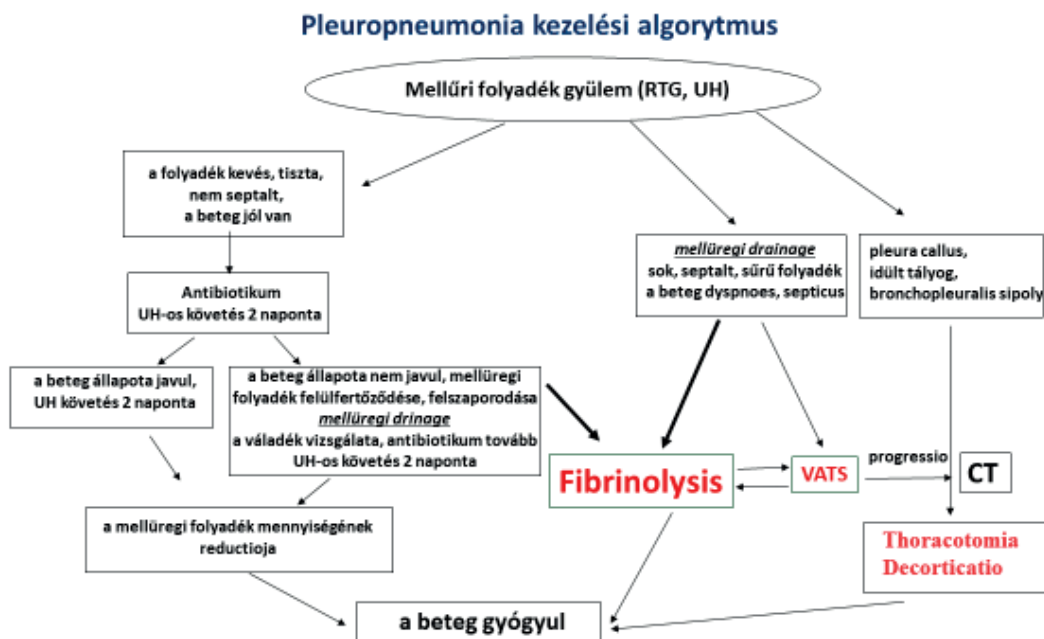 Pleuropneumonia kezelési algorytmus
Mellűri folyadék gyülem (RTG, UH)
a folyadék kevés, tiszta,
nem septalt,
a beteg jól van
mellüregi drainage
sok, septalt, sűrű folyadék
a beteg dyspnoes, septicus
pleura callus,
idült tályog,
bronchopleuralis sipoly
Antibiotikum
UH-os követés 2 naponta
a beteg állapota javul,
UH követés 2 naponta
a beteg állapota nem javul, mellüregi
folyadék felülfertőződése, felszaporodása
mellüregi drinage
a váladék vizsgálata, antibiotikum tovább
UH-os követés 2 naponta
Fibrinolysis
VATS
progressio
CT
a mellüregi folyadék mennyiségének
reductioja
Thoracotomia
Decorticatio
a beteg gyógyul